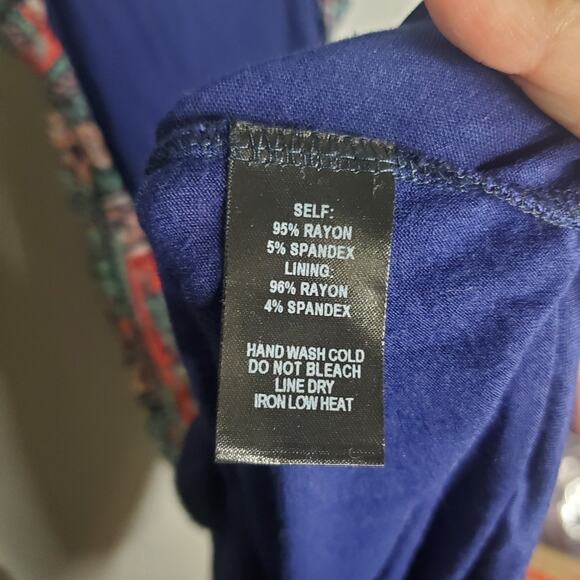 SELF:
95% RAYON
5% SPANDEX
LINING:
96% RAYON
4% SPANDEX
HAND WASH COLD
DO NOT BLEACH
LINE DRY
IRON LOW HEAT